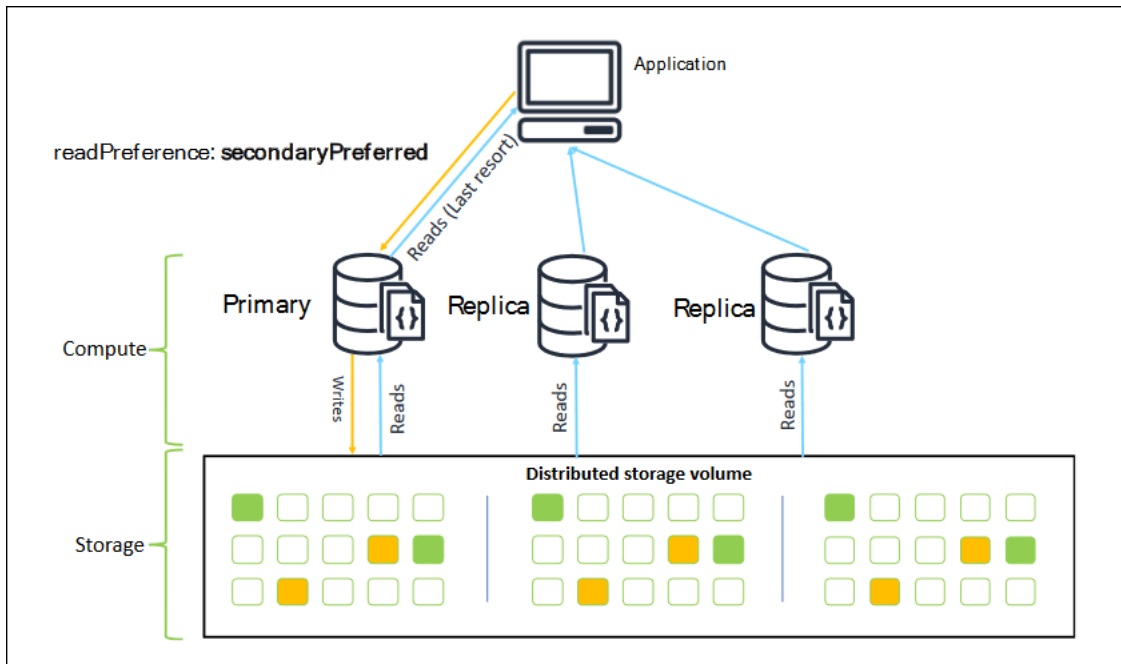 Application
readPreference: secondaryPreferred
Reads (Last resort)
Primary
Replica
Replica
{}
{}
{}
Compute
Writes
Reads
Reads
Reads
Distributed storage volume
Storage